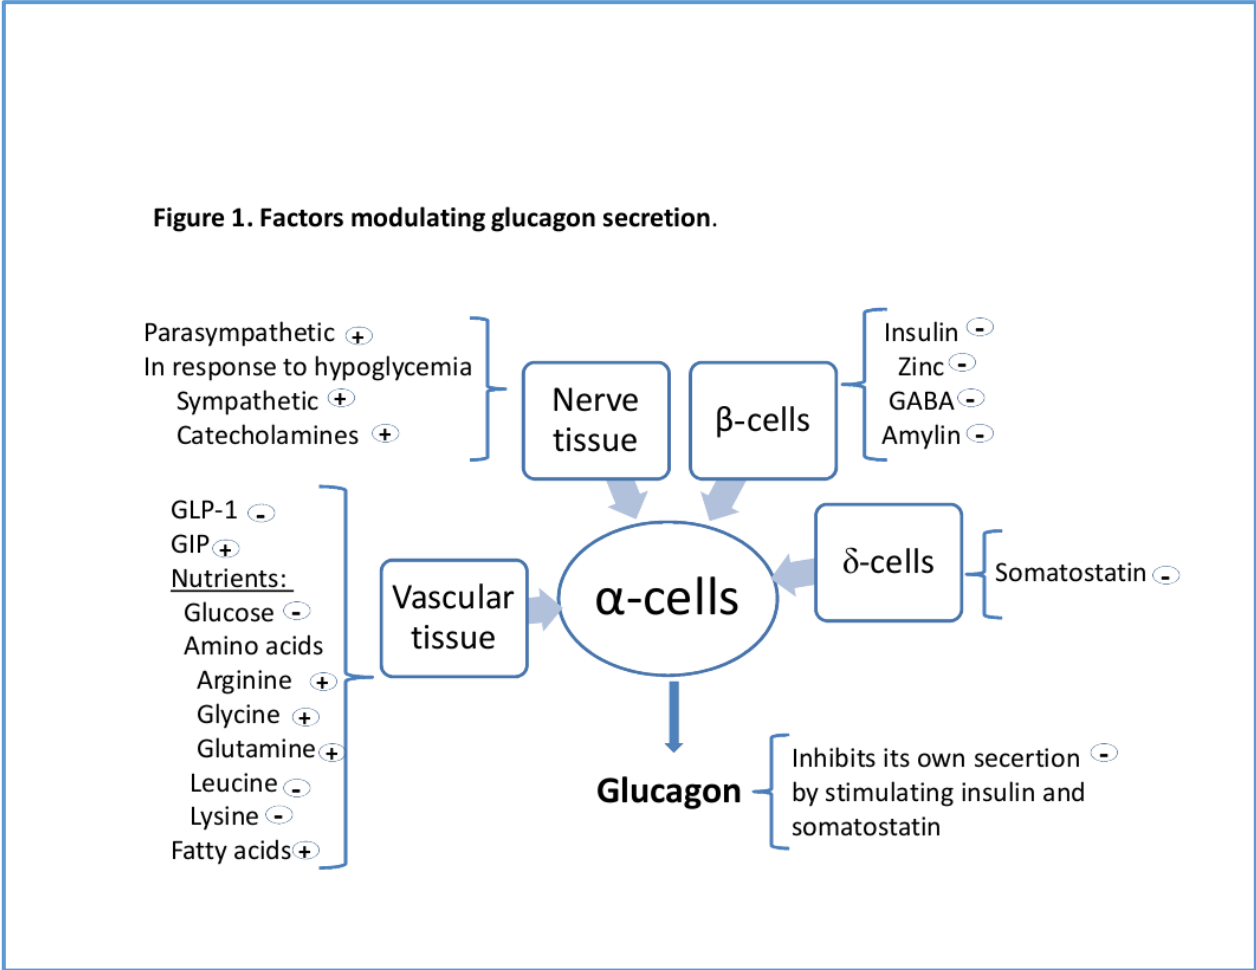 Figure 1. Factors modulating glucagon secretion.
Parasympathetic +
In response to hypoglycemia
Sympathetic +
Catecholamines +
Nerve
tissue
β-cells
Insulin -
Zinc -
GABA -
Amylin -
GLP-1 -
GIP +
Nutrients:
Glucose -
Amino acids
Arginine +
Glycine +
Glutamine +
Leucine -
Lysine -
Fatty acids +
Vascular
tissue
α-cells
δ-cells
Somatostatin -
Glucagon
Inhibits its own secertion -
by stimulating insulin and
somatostatin